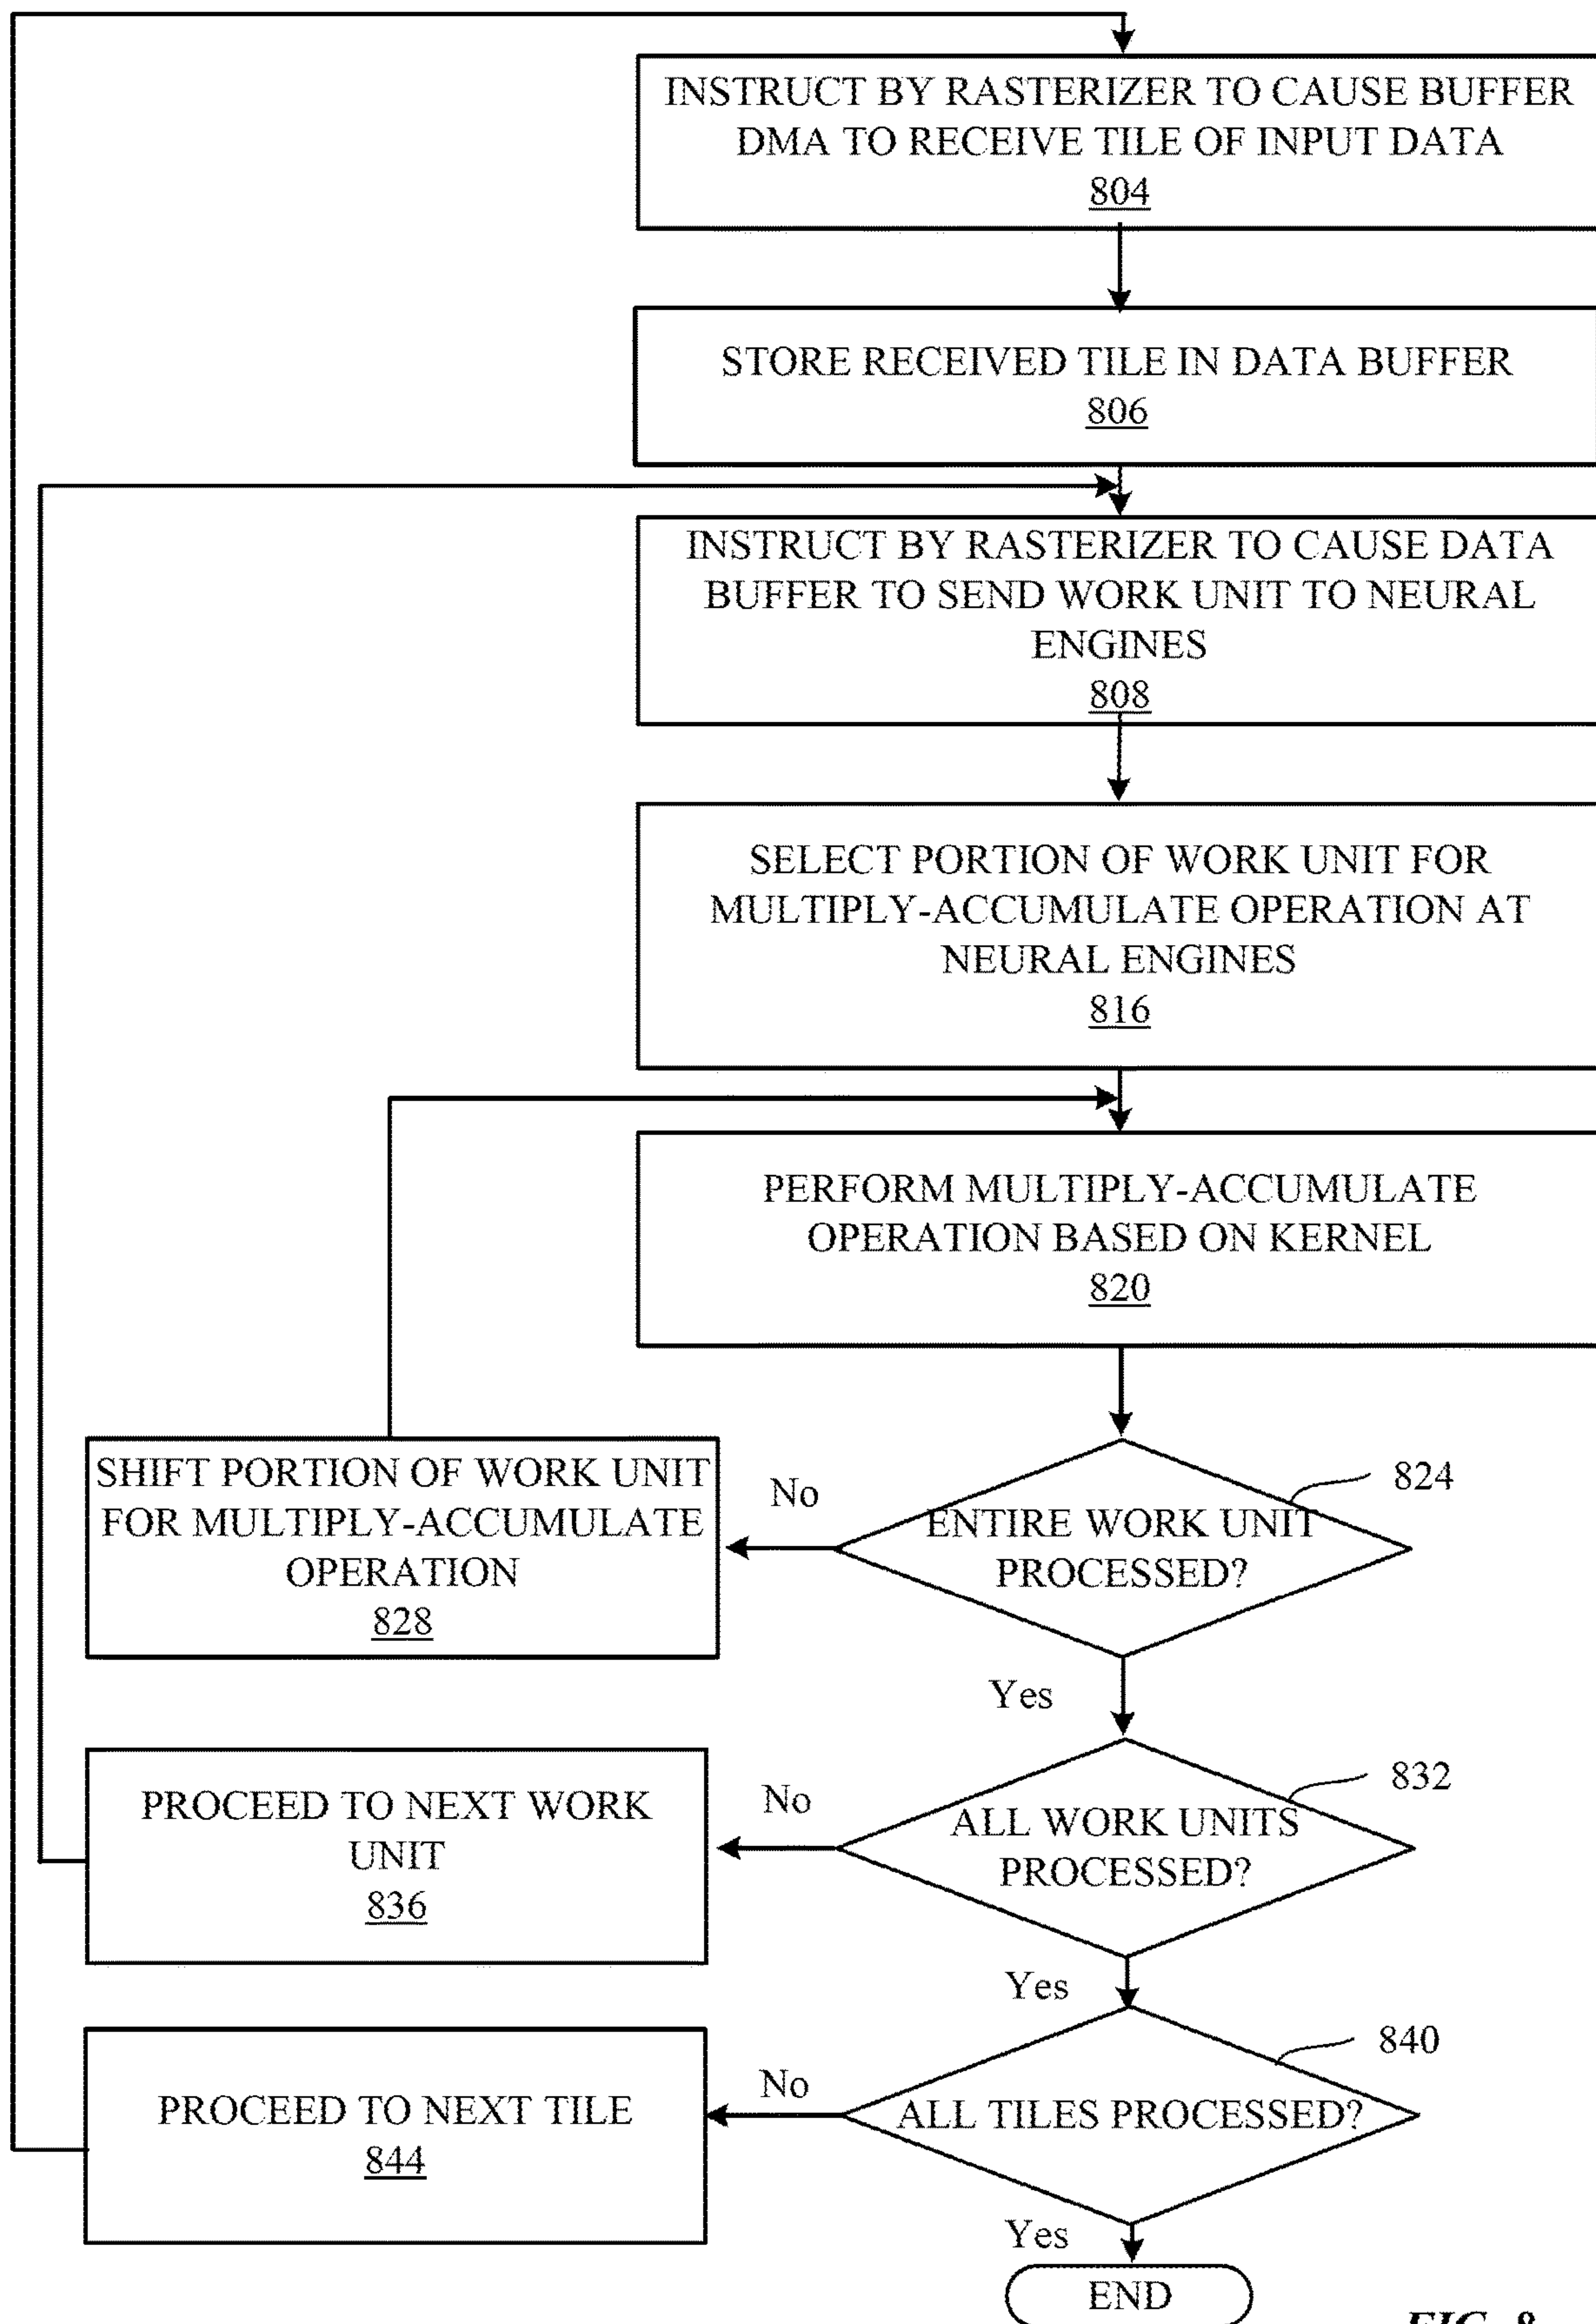 INSTRUCT BY RASTERIZER TO CAUSE BUFFER
DMA TO RECEIVE TILE OF INPUT DATA
804
STORE RECEIVED TILE IN DATA BUFFER
806
INSTRUCT BY RASTERIZER TO CAUSE DATA
BUFFER TO SEND WORK UNIT TO NEURAL
ENGINES
808
SELECT PORTION OF WORK UNIT FOR
MULTIPLY-ACCUMULATE OPERATION AT
NEURAL ENGINES
816
PERFORM MULTIPLY-ACCUMULATE
OPERATION BASED ON KERNEL
820
824
ENTIRE WORK UNIT
PROCESSED?
No
SHIFT PORTION OF WORK UNIT
FOR MULTIPLY-ACCUMULATE
OPERATION
828
Yes
832
ALL WORK UNITS
PROCESSED?
No
PROCEED TO NEXT WORK
UNIT
836
Yes
840
ALL TILES PROCESSED?
No
PROCEED TO NEXT TILE
844
Yes
END
FIG. 8